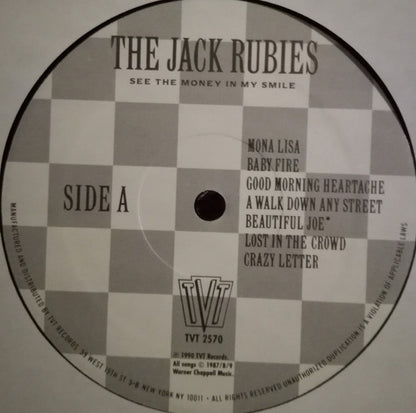 THE JACK RUBIES
SEE THE MONEY IN MY SMILE
SIDE A
MONA LISA
BABY FIRE
GOOD MORNING HEARTACHE
A WALK DOWN ANY STREET
BEAUTIFUL JOE*
LOST IN THE CROWD
CRAZY LETTER
TVT
TVT 2570
℗ 1990 TVT Records.
All songs © 1987/8/9
Warner Chappell Music.
MANUFACTURED AND DISTRIBUTED BY TVT RECORDS, 59 WEST 19TH ST 5-B NEW YORK NY 10011 - ALL RIGHTS RESERVED UNAUTHORIZED DUPLICATION IS A VIOLATION OF APPLICABLE LAWS